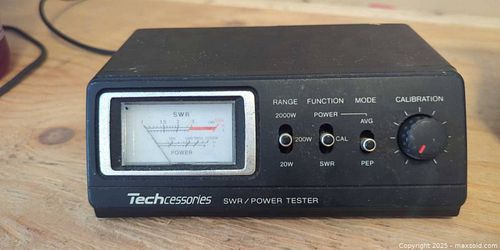 SWR
POWER
RANGE FUNCTION MODE CALIBRATION
2000W POWER AVG
200W CAL
20W SWR PEP
Techcessories SWR / POWER TESTER
Copyright © 2025 - maxsold.com